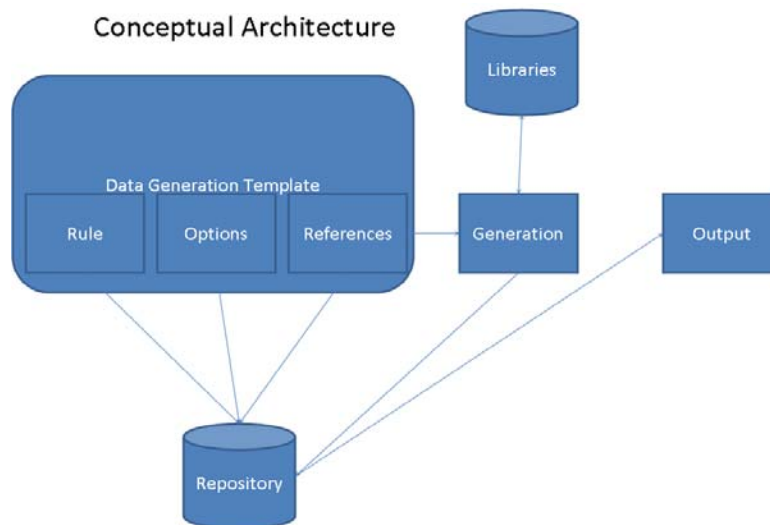 Conceptual Architecture
Libraries
Data Generation Template
Rule
Options
References
Generation
Output
Repository